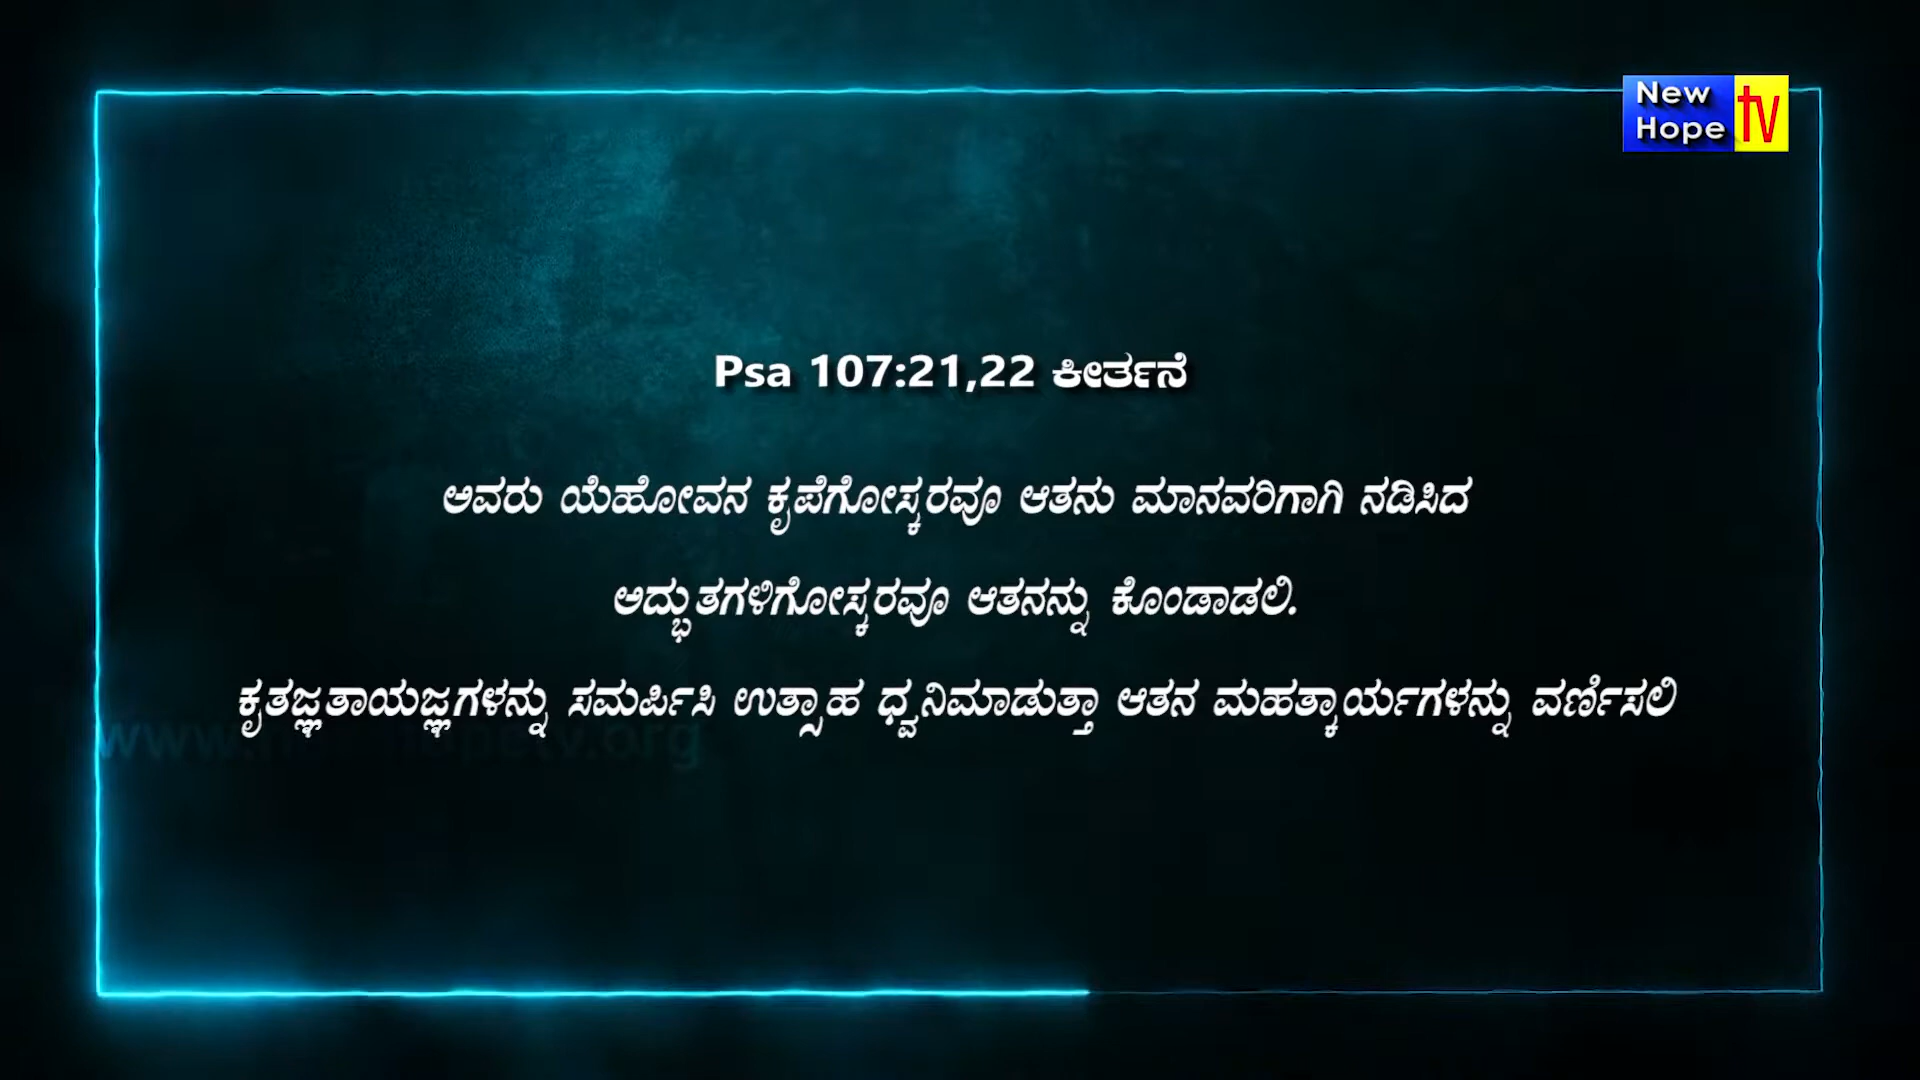 New
Hope
tv
Psa 107:21,22 ಕೀರ್ತನೆ
ಅವರು ಯೆಹೋವನ ಕೃಪೆಗೋಸ್ಕರವೂ ಆತನು ಮಾನವರಿಗಾಗಿ ನಡಿಸಿದ
ಅದ್ಭುತಗಳಿಗೋಸ್ಕರವೂ ಆತನನ್ನು ಕೊಂಡಾಡಲಿ.
ಕೃತಜ್ಞತಾಯಜ್ಞಗಳನ್ನು ಸಮರ್ಪಿಸಿ ಉತ್ಸಾಹ ಧ್ವನಿಮಾಡುತ್ತಾ ಆತನ ಮಹತ್ಕಾರ್ಯಗಳನ್ನು ವರ್ಣಿಸಲಿ